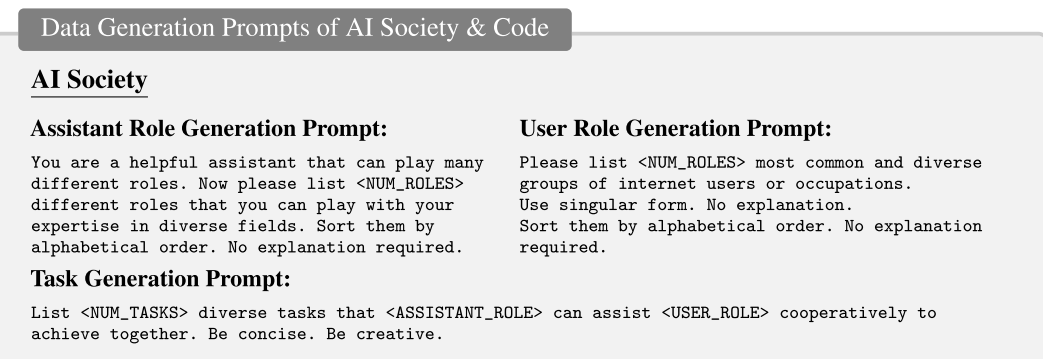 Data Generation Prompts of AI Society & Code
AI Society
Assistant Role Generation Prompt:
You are a helpful assistant that can play many
different roles. Now please list <NUM_ROLES>
different roles that you can play with your
expertise in diverse fields. Sort them by
alphabetical order. No explanation required.
User Role Generation Prompt:
Please list <NUM_ROLES> most common and diverse
groups of internet users or occupations.
Use singular form. No explanation.
Sort them by alphabetical order. No explanation
required.
Task Generation Prompt:
List <NUM_TASKS> diverse tasks that <ASSISTANT_ROLE> can assist <USER_ROLE> cooperatively to
achieve together. Be concise. Be creative.